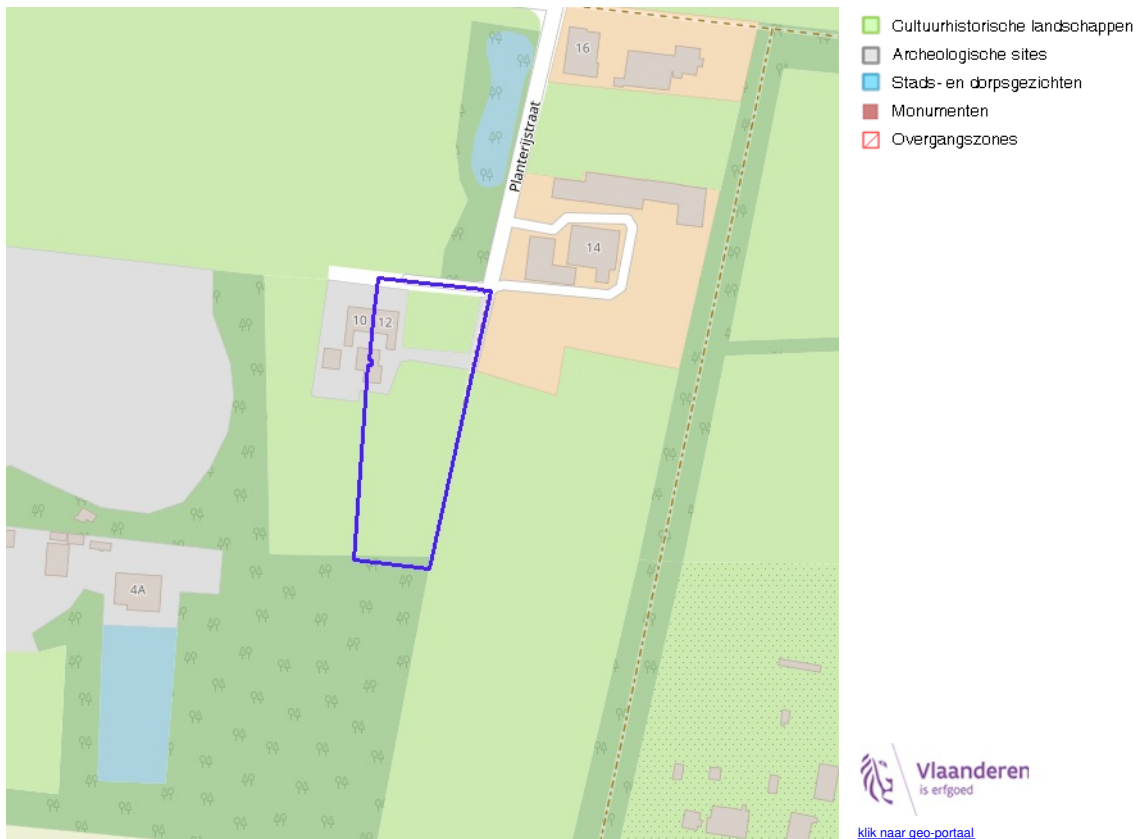 16
Planterijstraat
14
10
12
4A
Cultuurhistorische landschappen
Archeologische sites
Stads- en dorpsgezichten
Monumenten
Overgangszones
Vlaanderen
is erfgoed
klik naar geo-portaal